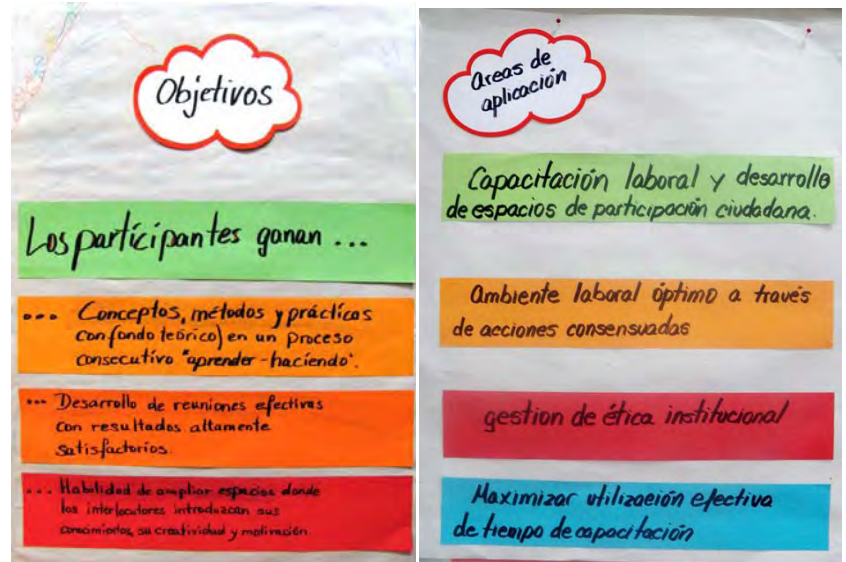 Objetivos
Los participantes ganan ...
... Conceptos, métodos y prácticas
con fondo teórico) en un proceso
consecutivo "aprender-haciendo".
... Desarrollo de reuniones efectivas
con resultados altamente
satisfactorios.
... Habilidad de ampliar espacios donde
los interlocutores introduzcan sus
conocimientos, su creatividad y motivación.
areas de
aplicación
Capacitación laboral y desarrollo
de espacios de participación ciudadana.
Ambiente laboral óptimo a través
de acciones consensuadas
gestion de ética institucional
Maximizar utilización efectiva
de tiempo de capacitación